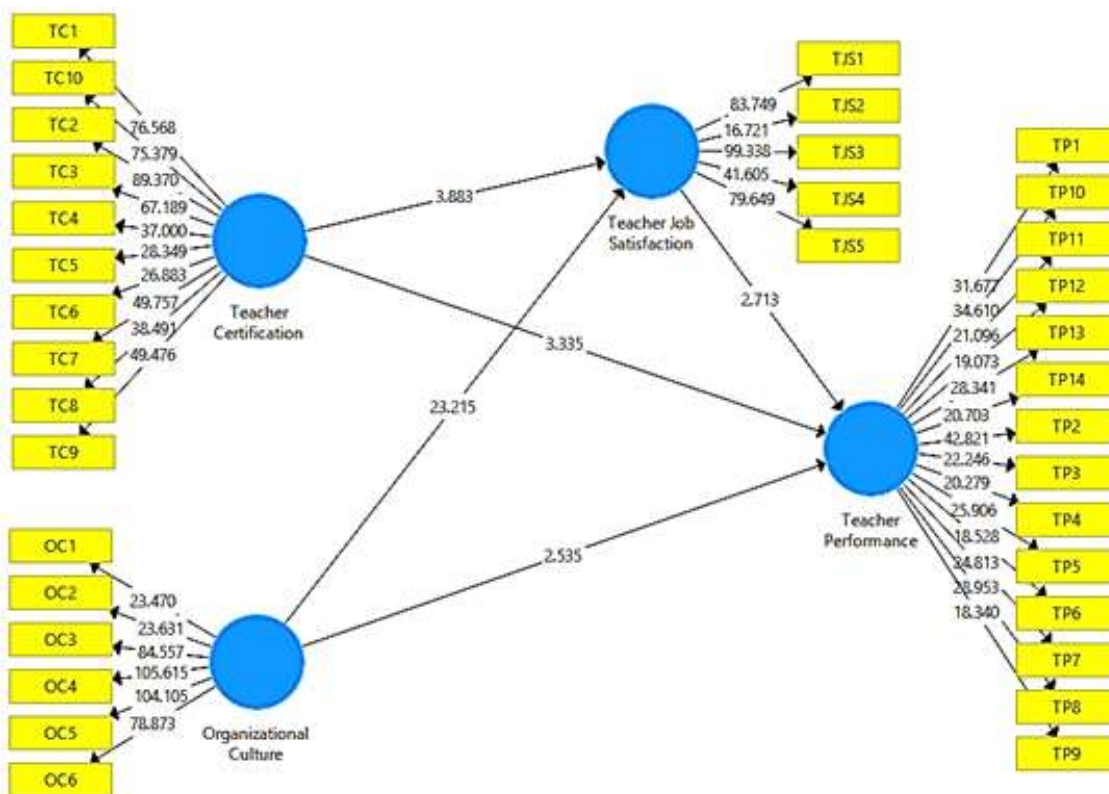 TC1
TC10
TC2
TC3
TC4
TC5
TC6
TC7
TC8
TC9
76.568
75.379
89.370
67.189
37.000
28.349
26.883
49.757
38.491
49.476
Teacher
Certification
OC1
OC2
OC3
OC4
OC5
OC6
23.470
23.631
84.557
105.615
104.105
78.873
Organizational
Culture
3.883
3.335
23.215
2.535
2.713
Teacher Job
Satisfaction
83.749
16.721
99.338
41.605
79.649
TJS1
TJS2
TJS3
TJS4
TJS5
Teacher
Performance
31.677
34.610
21.096
19.073
28.341
20.703
42.821
22.246
20.279
25.906
18.528
24.813
28.953
18.340
TP1
TP10
TP11
TP12
TP13
TP14
TP2
TP3
TP4
TP5
TP6
TP7
TP8
TP9